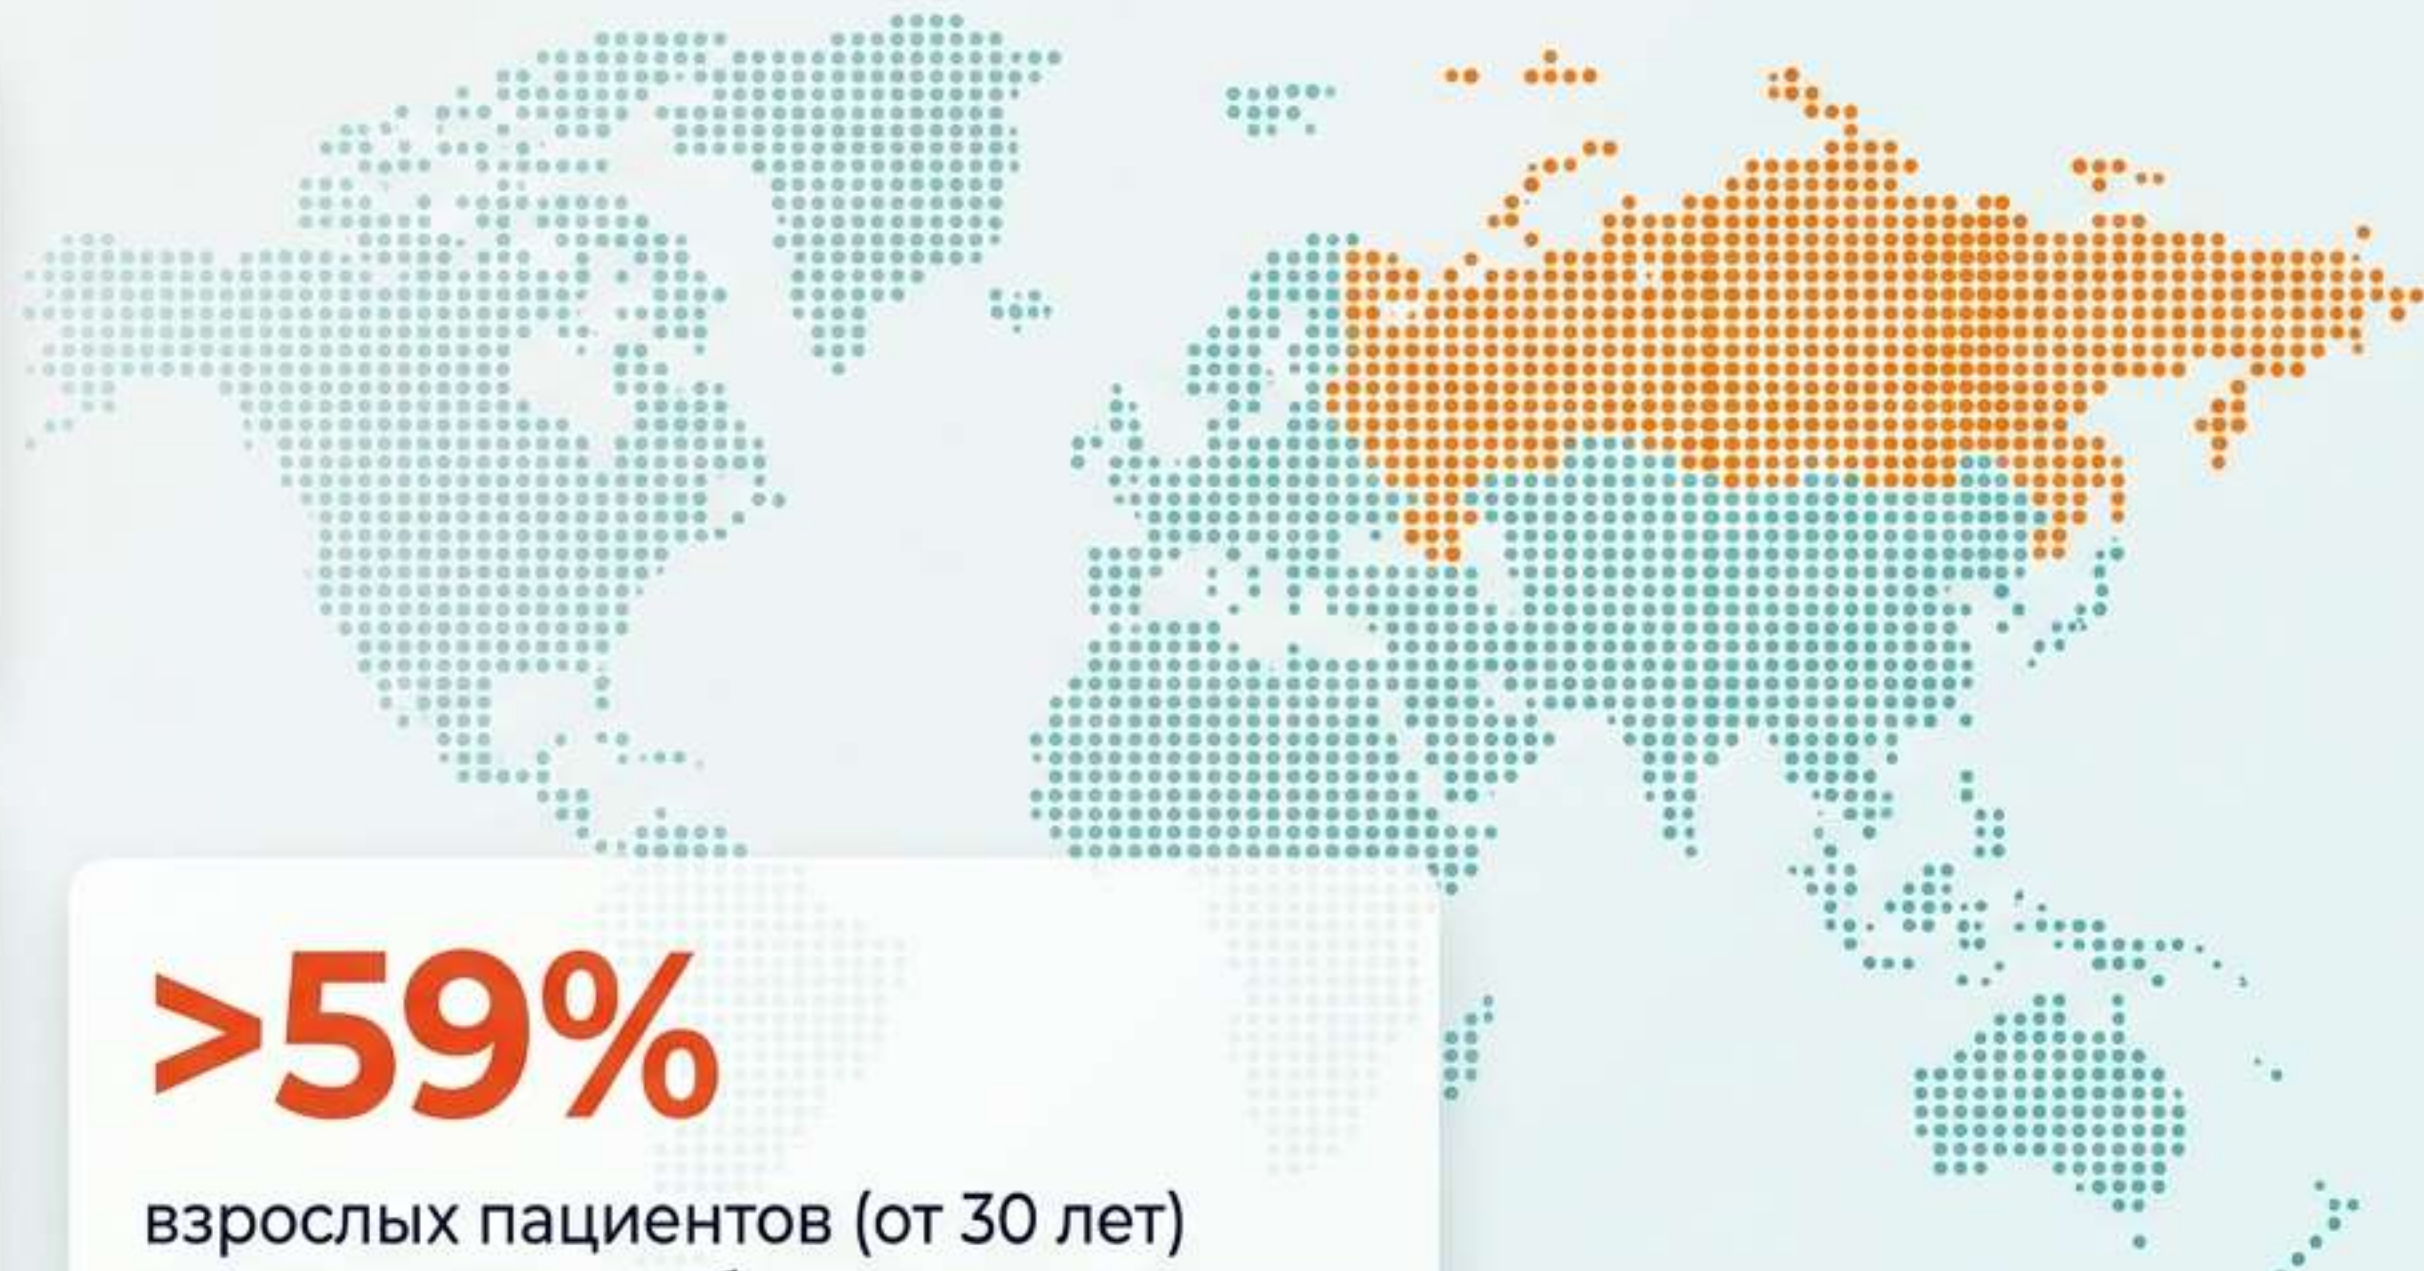 >59%
взрослых пациентов (от 30 лет)